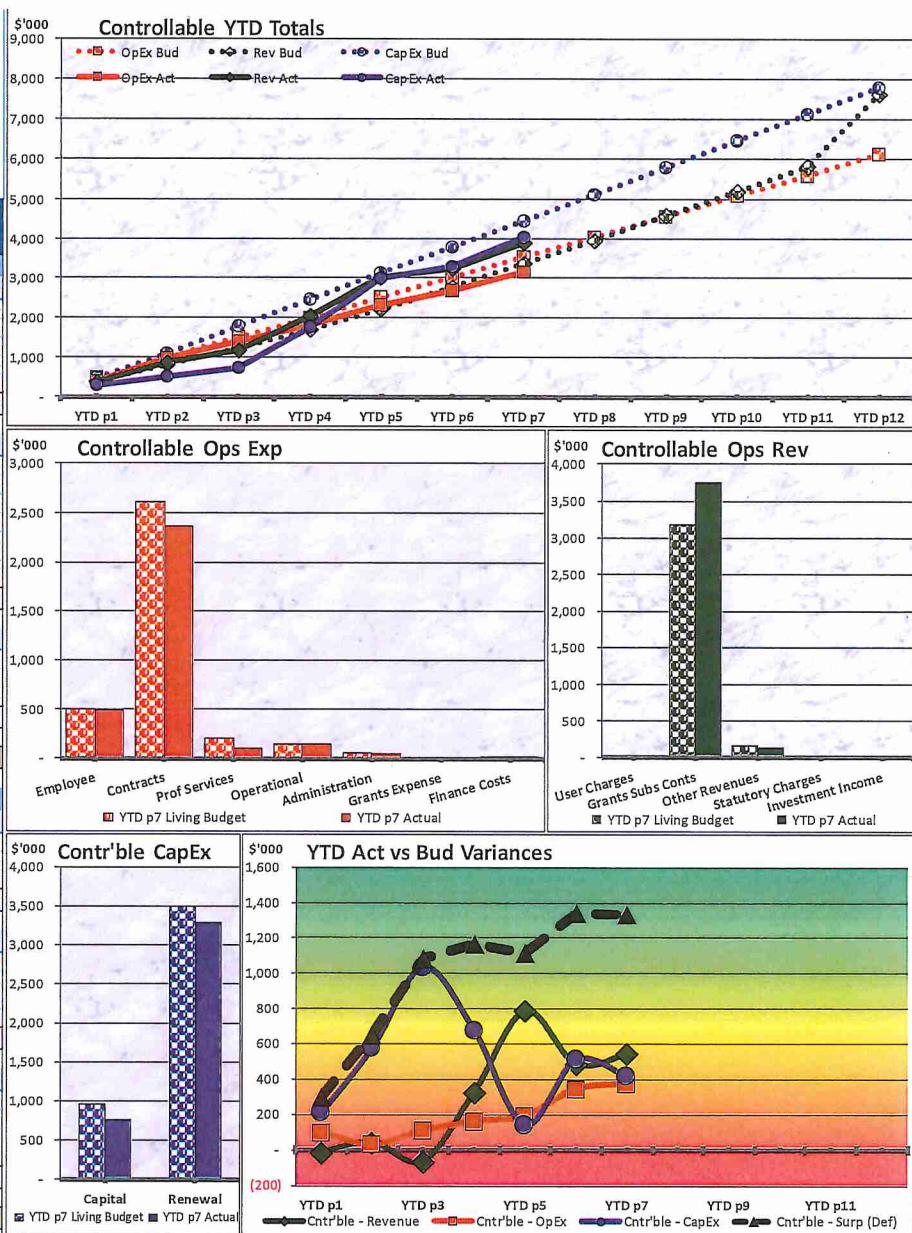 $'000 Controllable YTD Totals
9,000
OpEx Bud Rev Bud CapEx Bud
8,000
OpEx Act Rev Act CapEx Act
7,000
6,000
5,000
4,000
3,000
2,000
1,000
-
YTD p1 YTD p2 YTD p3 YTD p4 YTD p5 YTD p6 YTD p7 YTD p8 YTD p9 YTD p10 YTD p11 YTD p12
$'000 Controllable Ops Exp
3,000
2,500
2,000
1,500
1,000
500
-
Employee Contracts Prof Services Operational Administration Grants Expense Finance Costs
YTD p7 Living Budget YTD p7 Actual
$'000 Controllable Ops Rev
4,000
3,500
3,000
2,500
2,000
1,500
1,000
500
-
User Charges Grants Subs Conts Other Revenues Statutory Charges Investment Income
YTD p7 Living Budget YTD p7 Actual
$'000 Contr'ble CapEx
4,000
3,500
3,000
2,500
2,000
1,500
1,000
500
-
Capital Renewal
YTD p7 Living Budget YTD p7 Actual
$'000 YTD Act vs Bud Variances
1,600
1,400
1,200
1,000
800
600
400
200
-
(200)
YTD p1 YTD p3 YTD p5 YTD p7 YTD p9 YTD p11
Cntr'ble - Revenue Cntr'ble - OpEx Cntr'ble - CapEx Cntr'ble - Surp (Def)